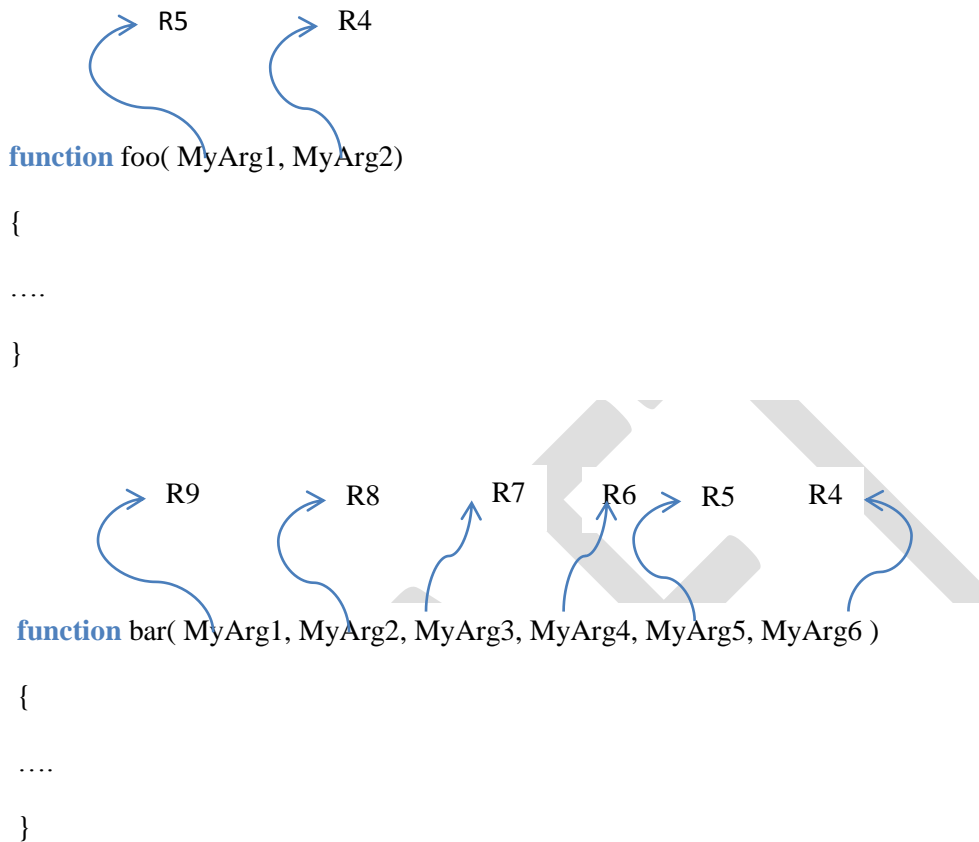 R5 R4
function foo( MyArg1, MyArg2)
{
….
}
R9 R8 R7 R6 R5 R4
function bar( MyArg1, MyArg2, MyArg3, MyArg4, MyArg5, MyArg6 )
{
….
}